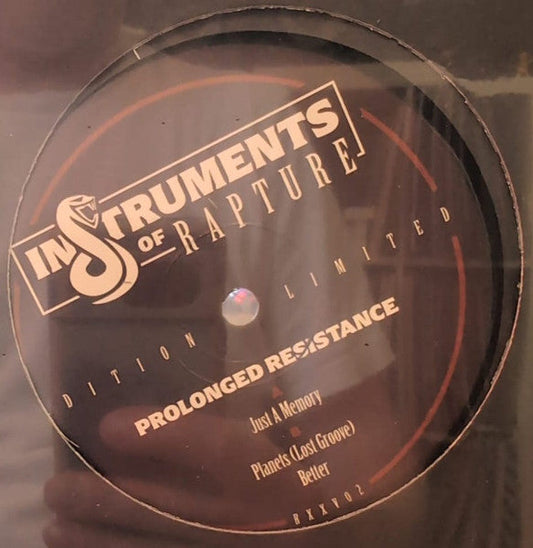 INSTRUMENTS
OF RAPTURE
DITION LIMITED
PROLONGED RESISTANCE
Just A Memory
Planets (Lost Groove)
Better
RXXV02